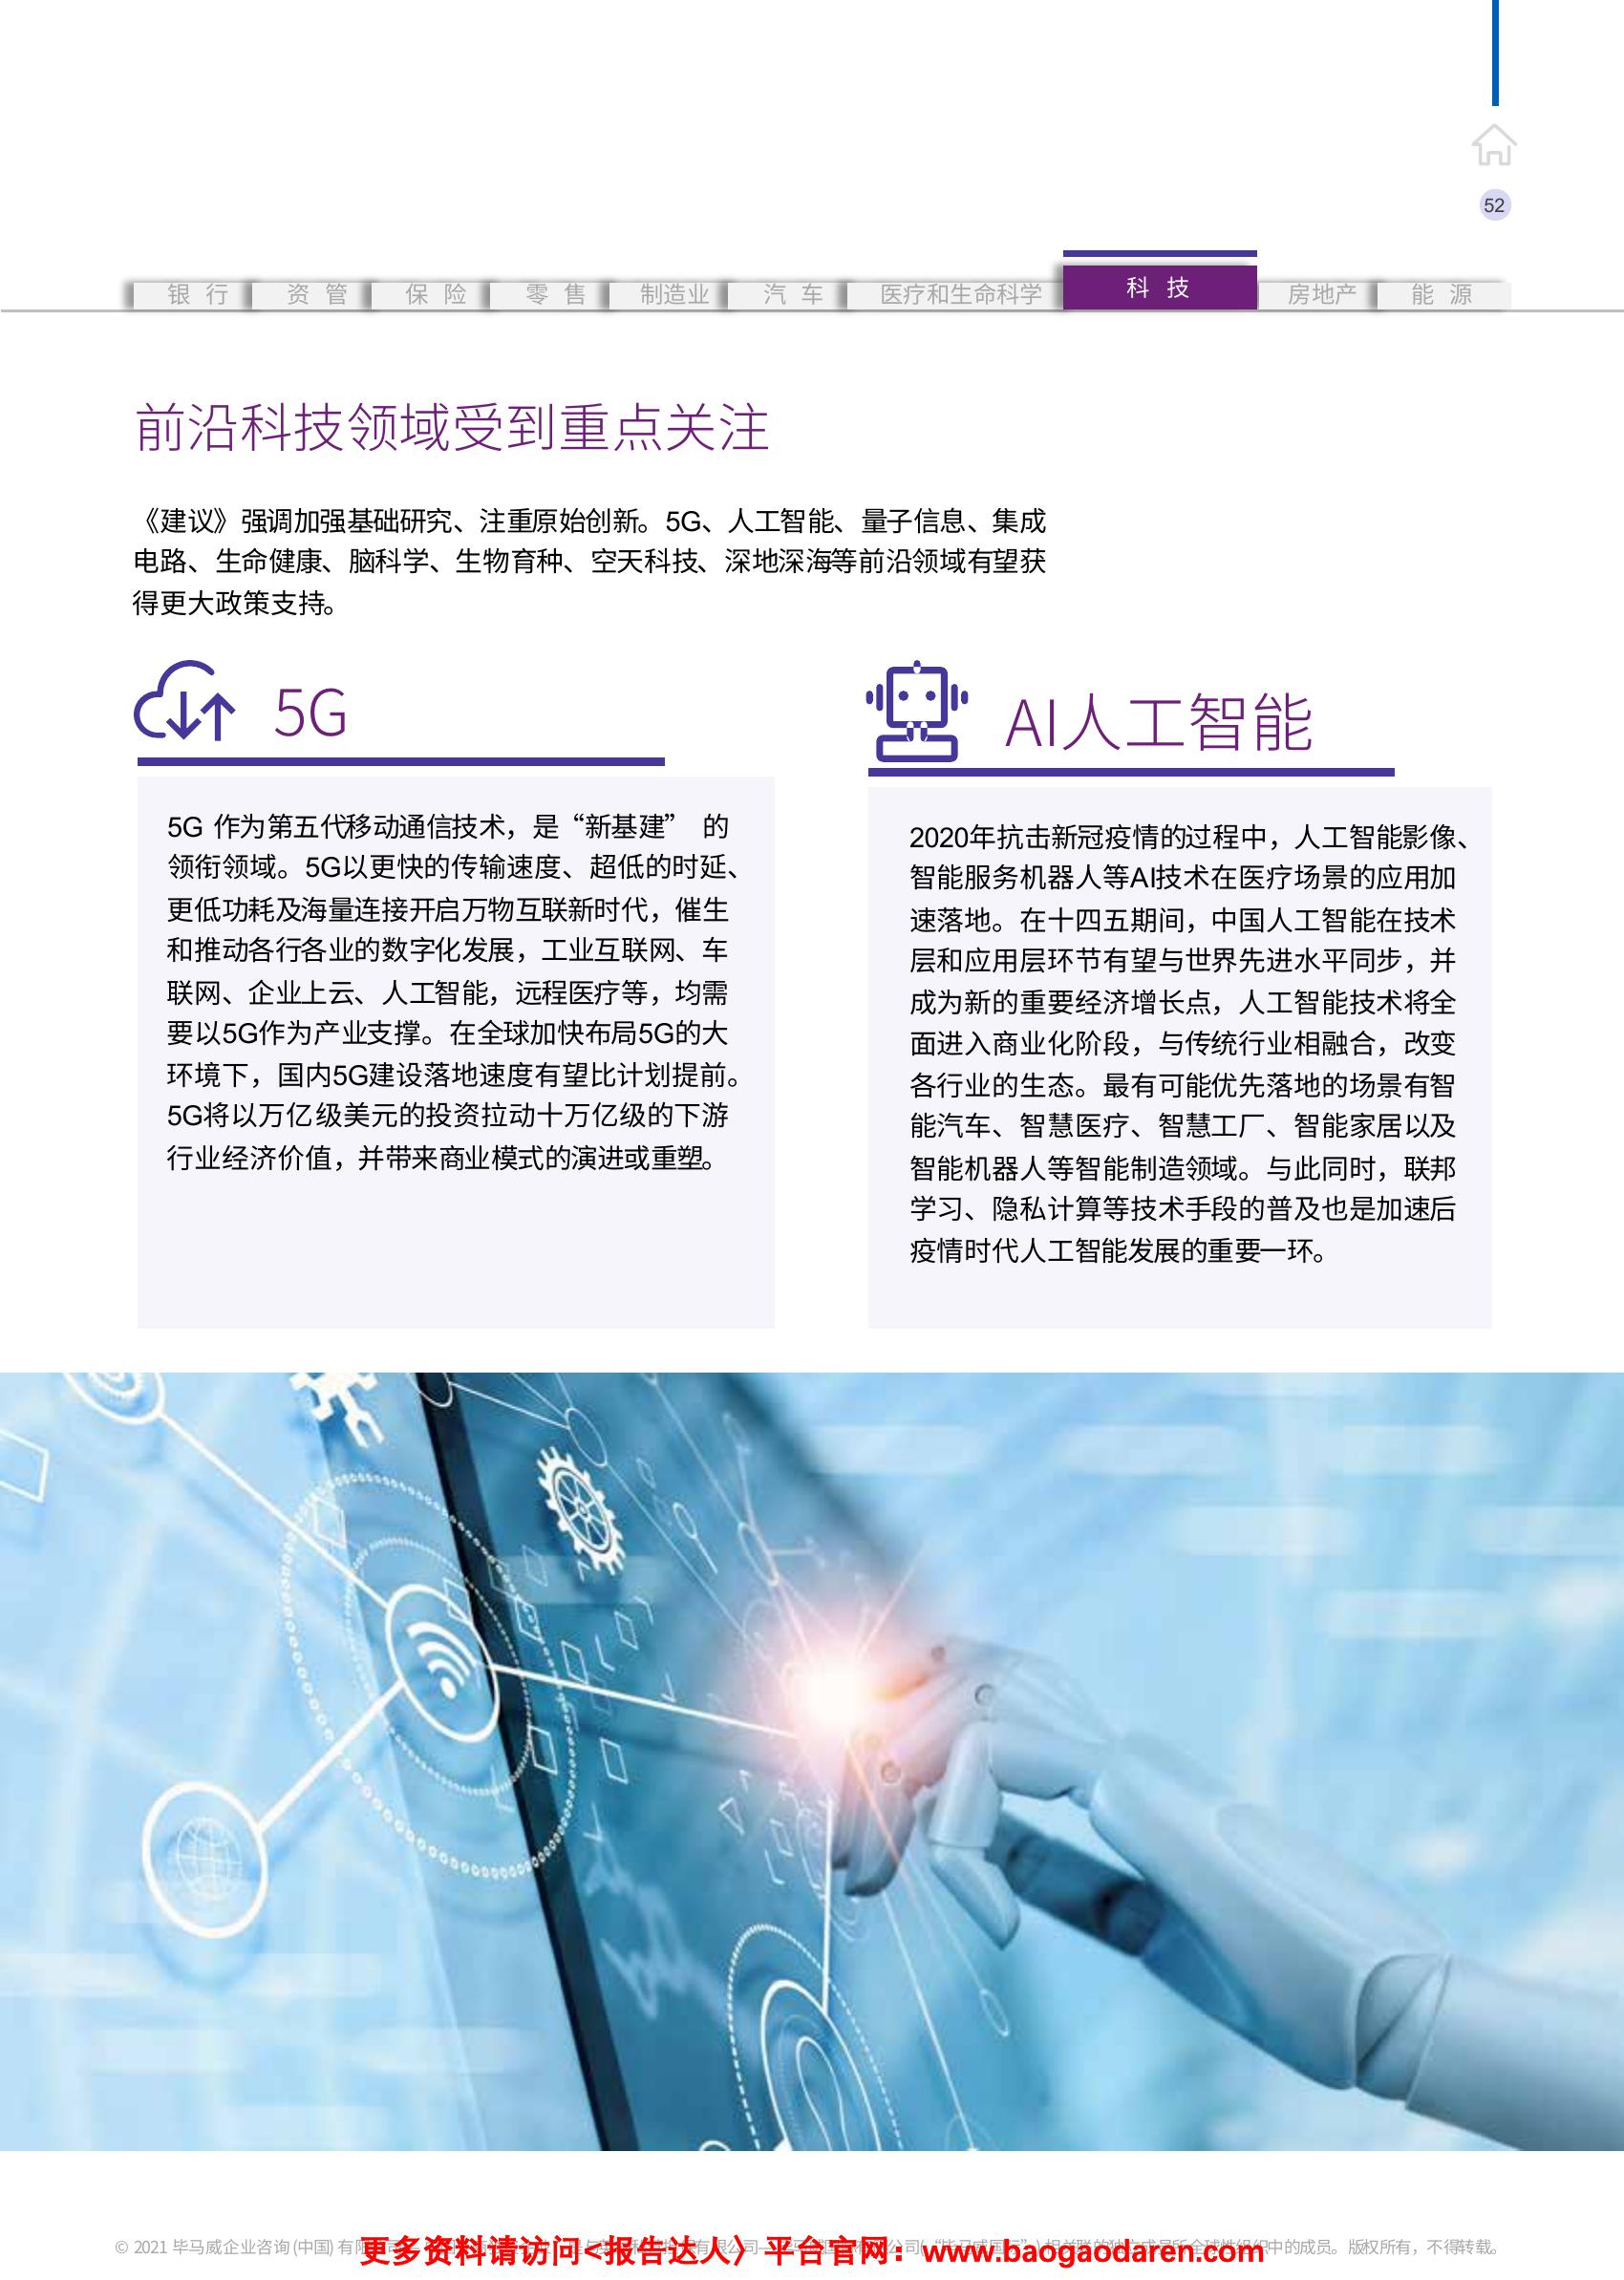 52
银 行 资 管 保 险 零 售 制造业 汽 车 医疗和生命科学 科 技 房地产 能 源
前沿科技领域受到重点关注
《建议》强调加强基础研究、注重原始创新。5G、人工智能、量子信息、集成
电路、生命健康、脑科学、生物育种、空天科技、深地深海等前沿领域有望获
得更大政策支持。
5G
5G 作为第五代移动通信技术，是“新基建” 的
领衔领域。5G以更快的传输速度、超低的时延、
更低功耗及海量连接开启万物互联新时代，催生
和推动各行各业的数字化发展，工业互联网、车
联网、企业上云、人工智能，远程医疗等，均需
要以5G作为产业支撑。在全球加快布局5G的大
环境下，国内5G建设落地速度有望比计划提前。
5G将以万亿级美元的投资拉动十万亿级的下游
行业经济价值，并带来商业模式的演进或重塑。
AI人工智能
2020年抗击新冠疫情的过程中，人工智能影像、
智能服务机器人等AI技术在医疗场景的应用加
速落地。在十四五期间，中国人工智能在技术
层和应用层环节有望与世界先进水平同步，并
成为新的重要经济增长点，人工智能技术将全
面进入商业化阶段，与传统行业相融合，改变
各行业的生态。最有可能优先落地的场景有智
能汽车、智慧医疗、智慧工厂、智能家居以及
智能机器人等智能制造领域。与此同时，联邦
学习、隐私计算等技术手段的普及也是加速后
疫情时代人工智能发展的重要一环。
© 2021 毕马威企业咨询(中国) 有限 中的成员。版权所有，不得转载。
更多资料请访问<报告达人〉平台官网：www.baogaodaren.com